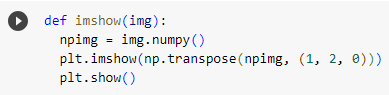 def imshow(img):
  npimg = img.numpy()
  plt.imshow(np.transpose(npimg, (1, 2, 0)))
  plt.show()